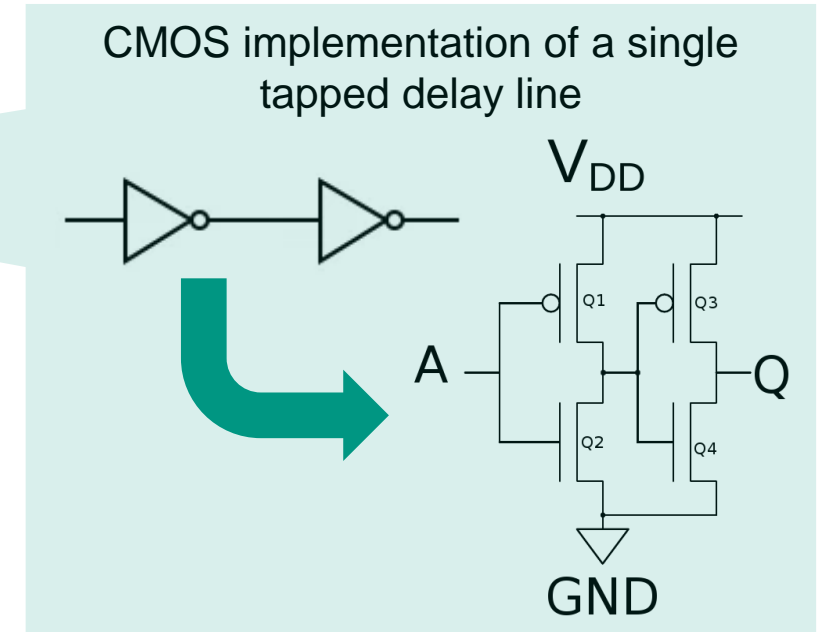 CMOS implementation of a single
tapped delay line
VDD
Q1
Q3
A
Q
Q2
Q4
GND